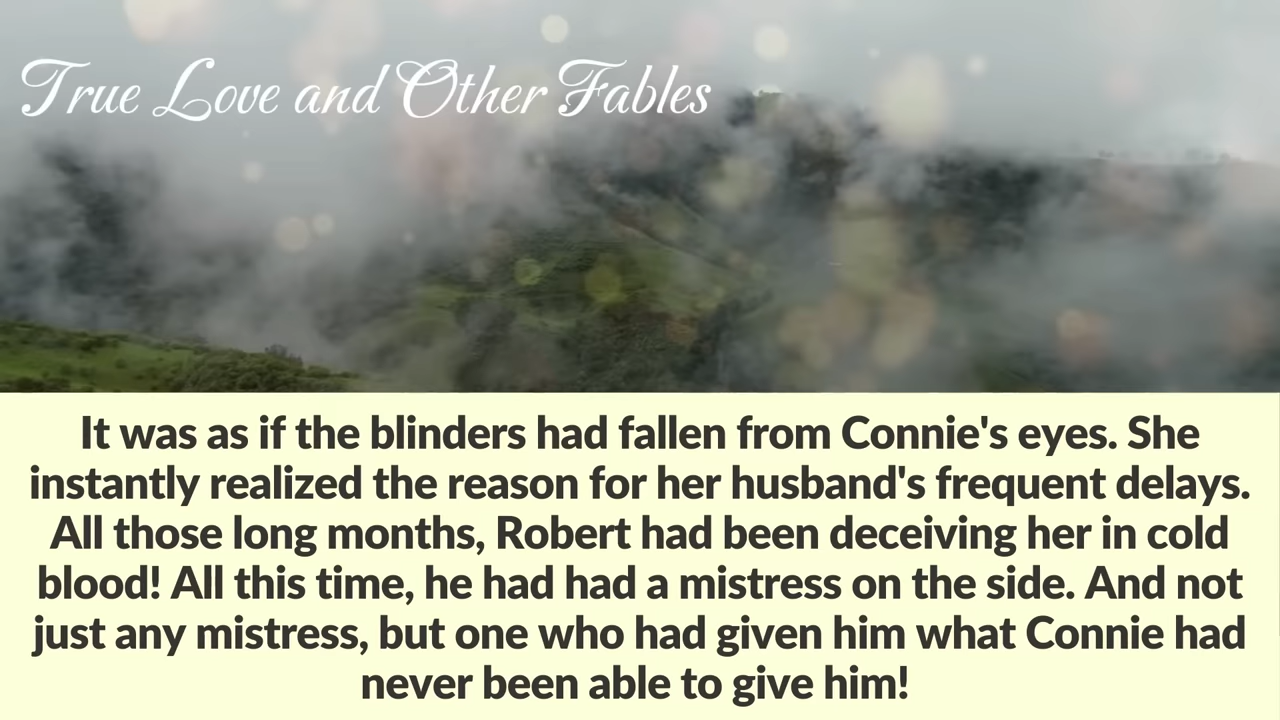 True Love and Other Fables
It was as if the blinders had fallen from Connie's eyes. She
instantly realized the reason for her husband's frequent delays.
All those long months, Robert had been deceiving her in cold
blood! All this time, he had had a mistress on the side. And not
just any mistress, but one who had given him what Connie had
never been able to give him!